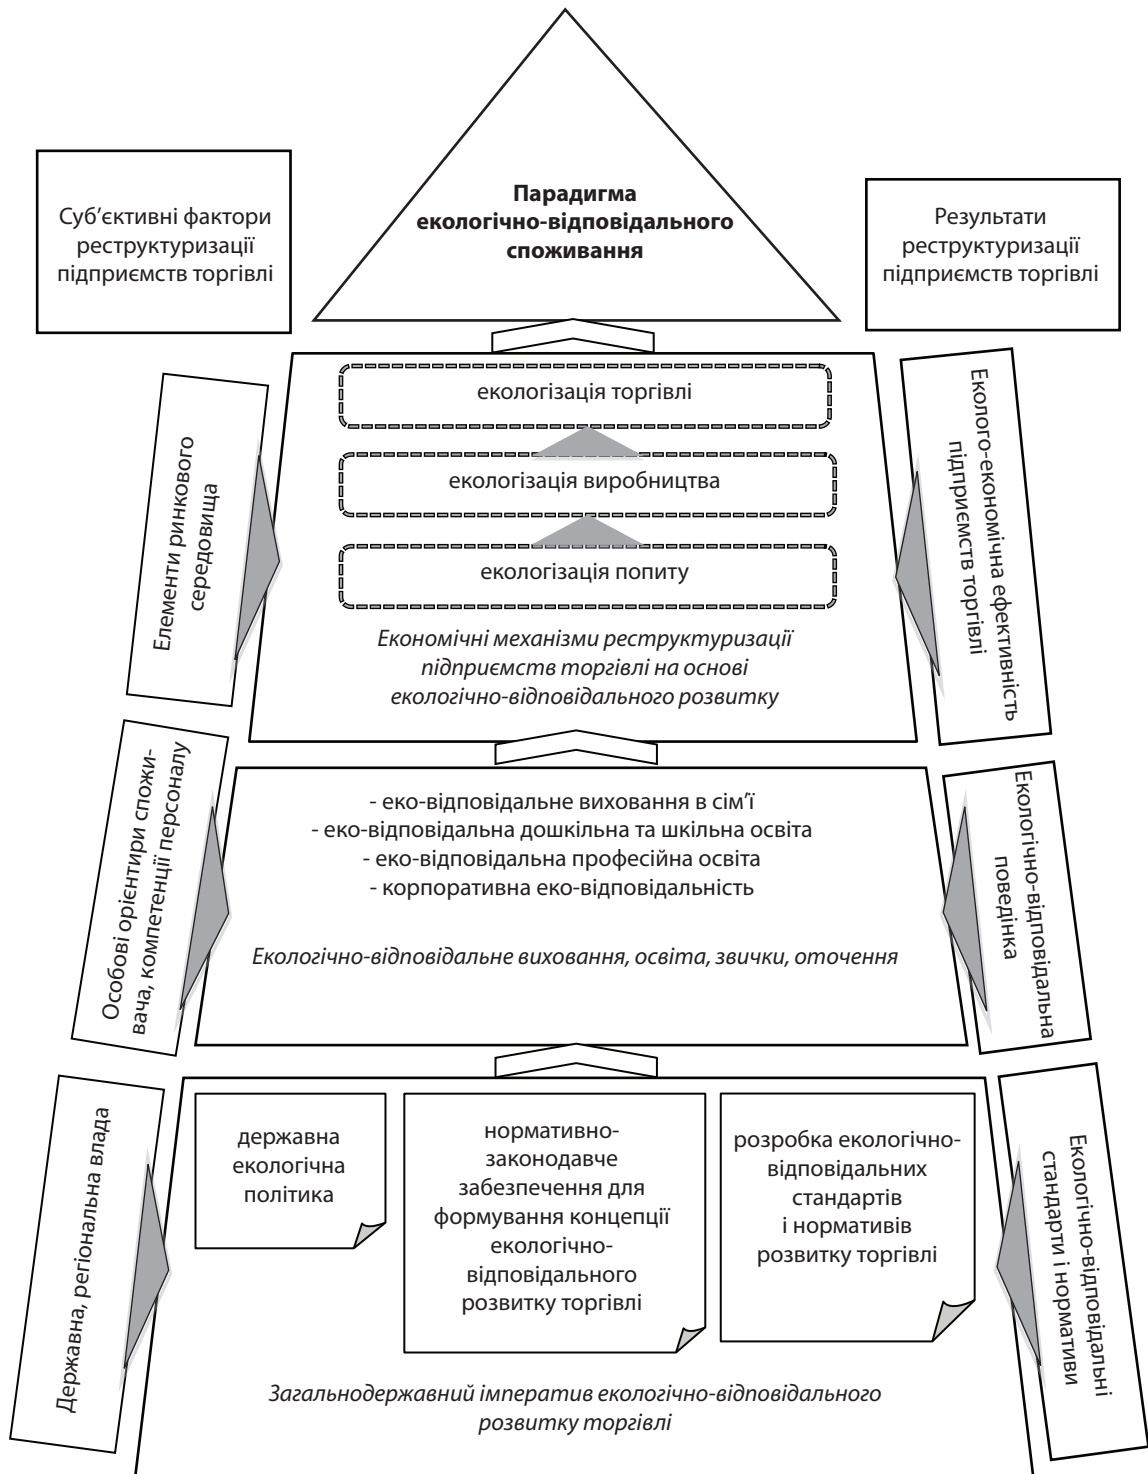 Парадигма
екологічно-відповідального
споживання
Суб’єктивні фактори
реструктуризації
підприємств торгівлі
Результати
реструктуризації
підприємств торгівлі
Елементи ринкового
середовища
екологізація торгівлі
екологізація виробництва
екологізація попиту
Економічні механізми реструктуризації
підприємств торгівлі на основі
екологічно-відповідального розвитку
Еколого-економічна ефективність
підприємств торгівлі
Особові орієнтири спожи-
вача, компетенції персоналу
- еко-відповідальне виховання в сім’ї
- еко-відповідальна дошкільна та шкільна освіта
- еко-відповідальна професійна освіта
- корпоративна еко-відповідальність
Екологічно-відповідальне виховання, освіта, звички, оточення
Екологічно-відповідальна
поведінка
Державна, регіональна влада
державна
екологічна
політика
нормативно-
законодавче
забезпечення для
формування концепції
екологічно-
відповідального
розвитку торгівлі
розробка екологічно-
відповідальних
стандартів
і нормативів
розвитку торгівлі
Загальнодержавний імператив екологічно-відповідального
розвитку торгівлі
Екологічно-відповідальні
стандарти і нормативи